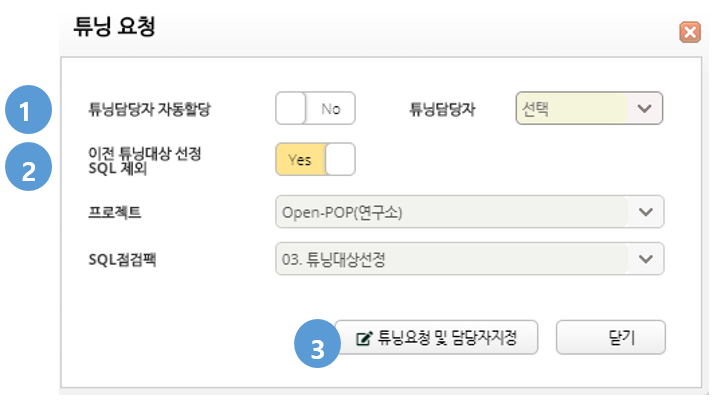 튜닝 요청
1
튜닝담당자 자동할당
No
튜닝담당자
선택
2
이전 튜닝대상 선정
SQL 제외
Yes
프로젝트
Open-POP(연구소)
SQL점검팩
03. 튜닝대상선정
3
튜닝요청 및 담당자지정
닫기